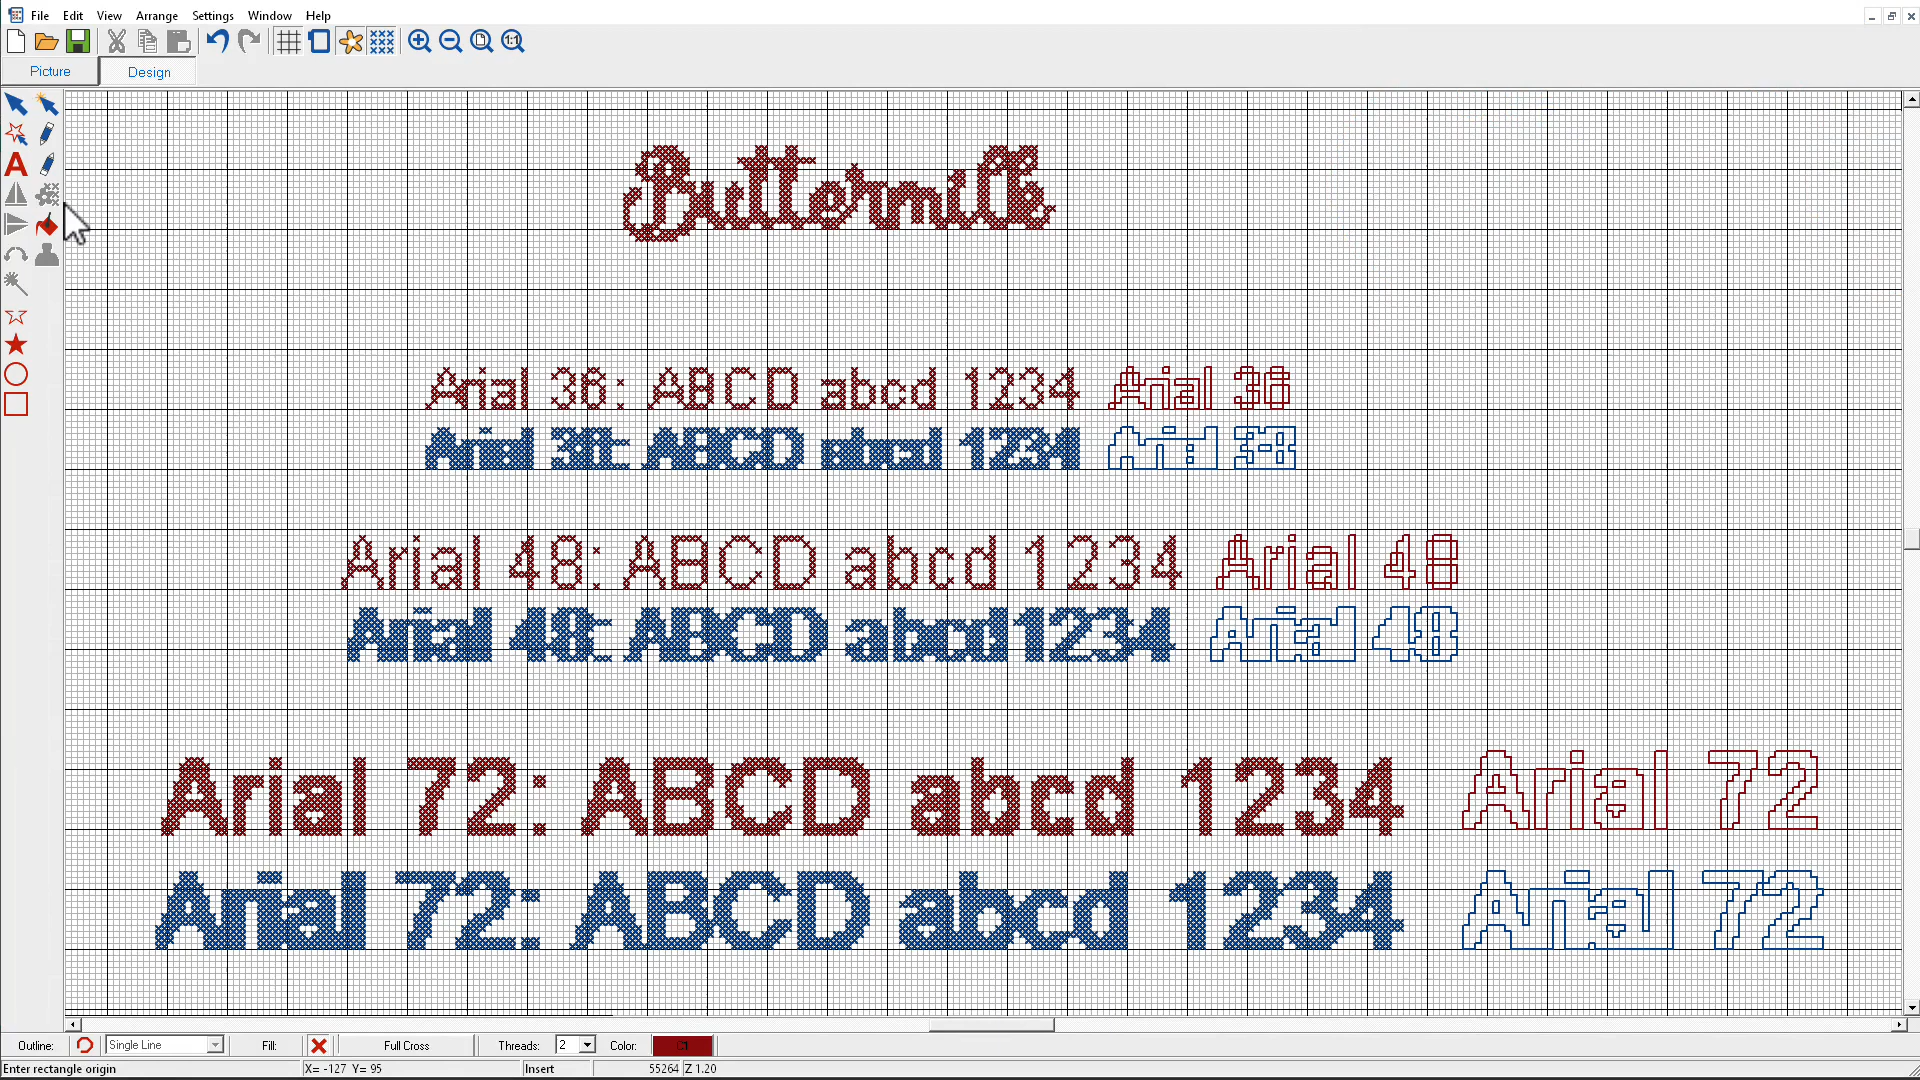 File Edit View Arrange Settings Window Help
1:1
Picture Design
A
Buttermilk
Arial 36: ABCD abcd 1234 Arial 36
Arial 36: ABCD abcd 1234 Arial 36
Arial 48: ABCD abcd 1234 Arial 48
Arial 48: ABCD abcd 1234 Arial 48
Arial 72: ABCD abcd 1234 Arial 72
Arial 72: ABCD abcd 1234 Arial 72
Outline: Single Line Fill: Full Cross Threads: 2 Color:
Enter rectangle origin X= -127 Y= 95 Insert 55264 Z 1.20